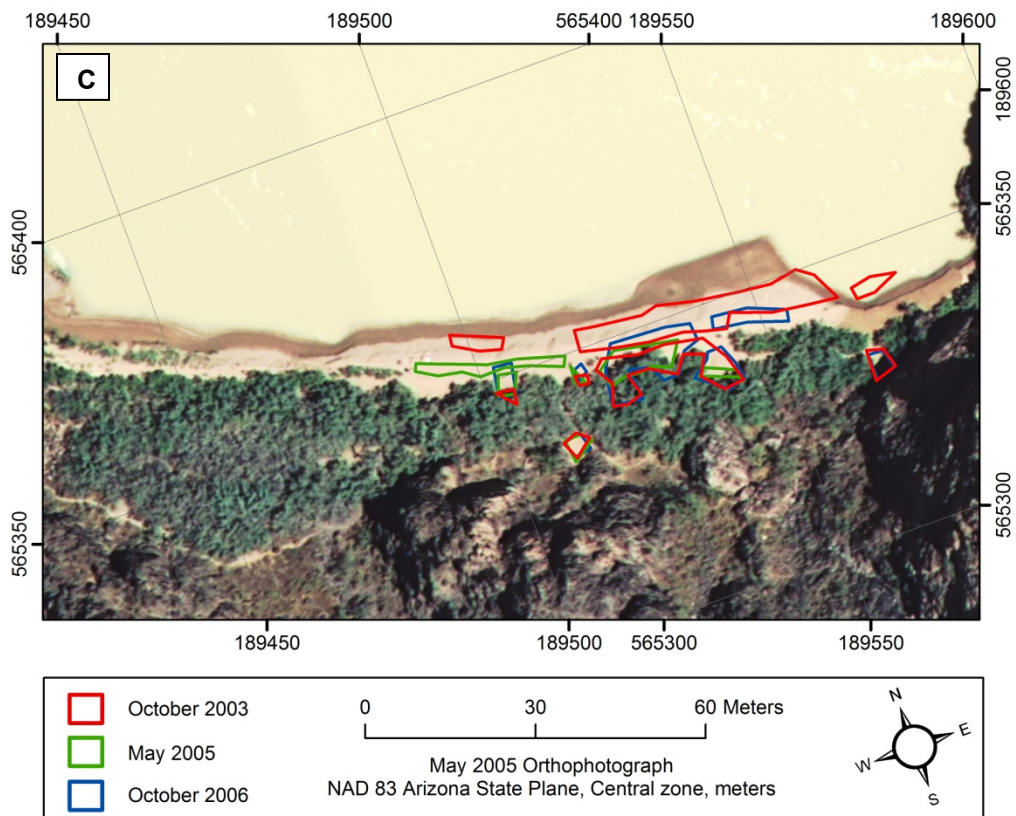 189450 189500 565400 189550 189600
C
189600
565350
565400
565300
565350
189450 189500 565300 189550
October 2003
May 2005
October 2006
0 30 60 Meters
May 2005 Orthophotograph
NAD 83 Arizona State Plane, Central zone, meters
N
E
W
S